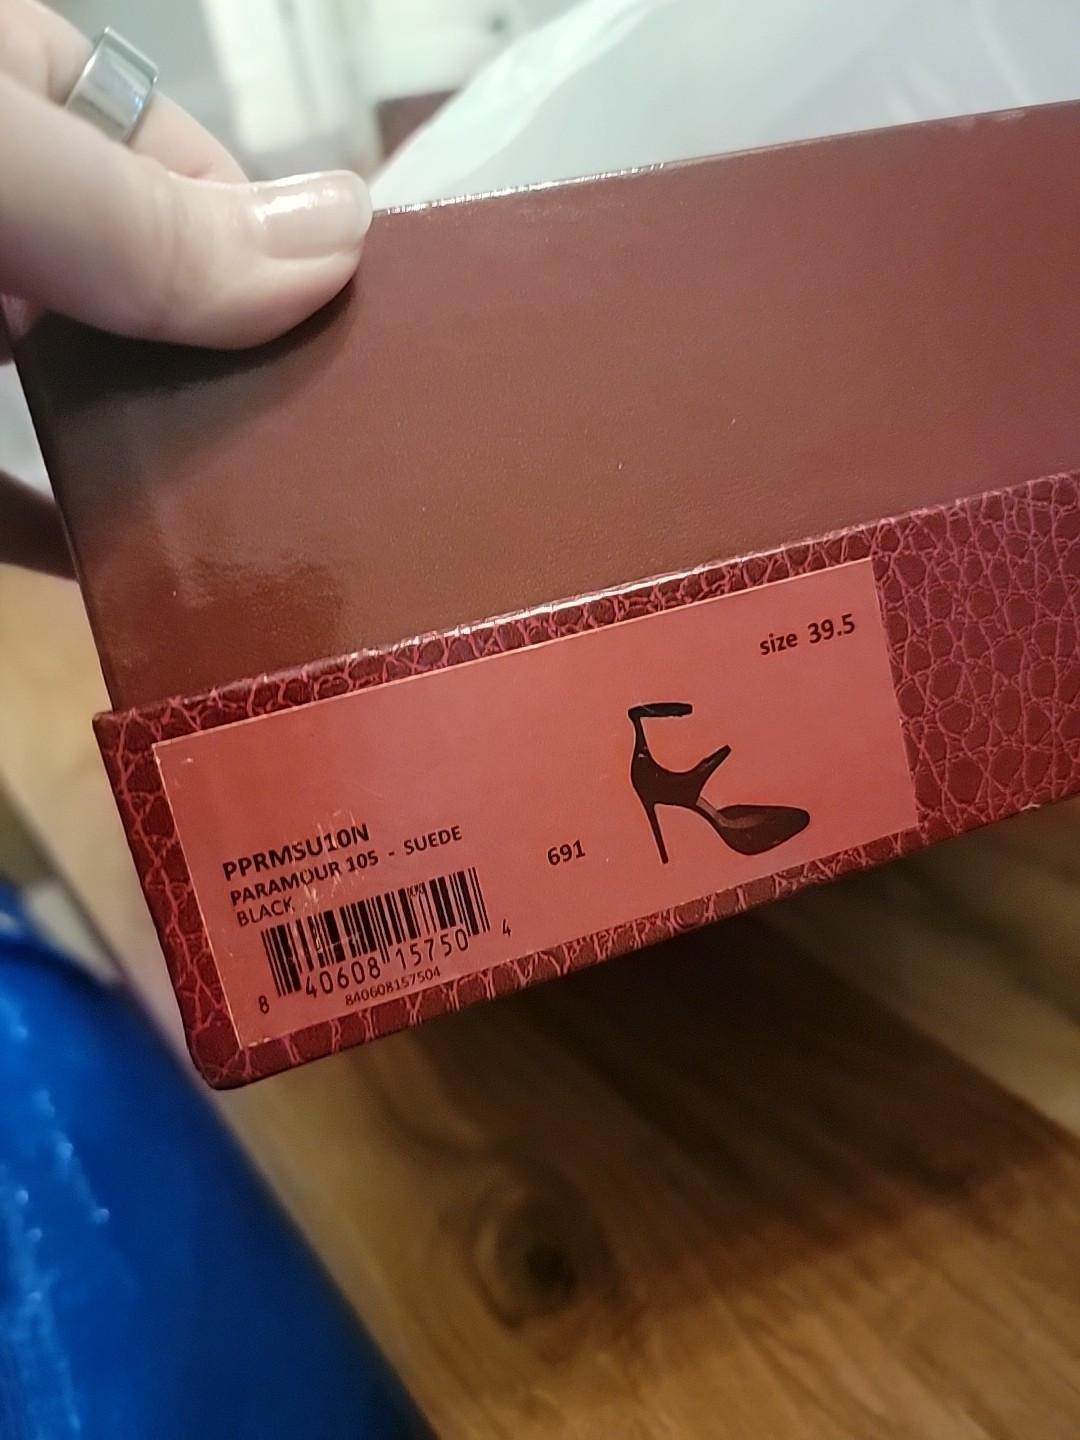 size 39.5
PPRMSU10N
PARAMOUR 105 - SUEDE
BLACK
691
8 40608 15750 4
840608157504